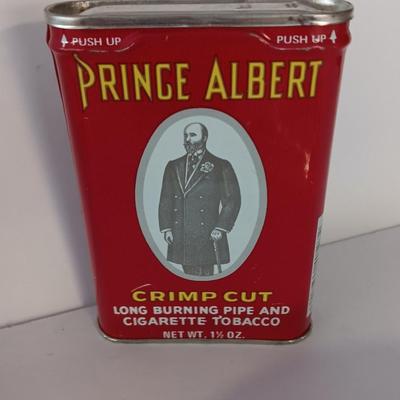 PUSH UP PUSH UP
PRINCE ALBERT
CRIMP CUT
LONG BURNING PIPE AND
CIGARETTE TOBACCO
NET WT. 1½ OZ.